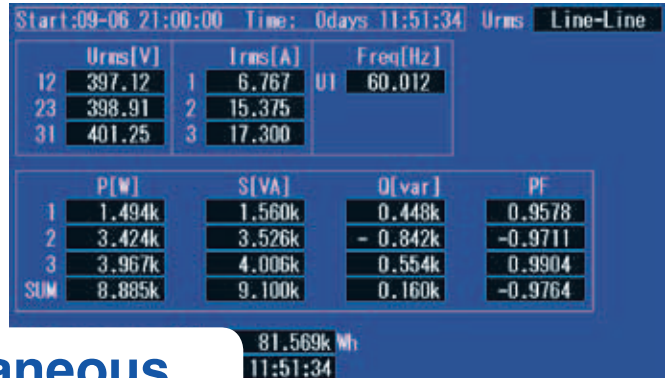 Start:09-06 21:00:00 Time: 0days 11:51:34 Urms Line-Line
Urms[V] Irms[A] Freq[Hz]
12 397.12 1 6.767 U1 60.012
23 398.91 2 15.375
31 401.25 3 17.300
P[W] S[VA] Q[var] PF
1 1.494k 1.560k 0.448k 0.9578
2 3.424k 3.526k - 0.842k -0.9711
3 3.967k 4.006k 0.554k 0.9904
SUM 8.885k 9.100k 0.160k -0.9764
81.569k Wh
aneous 11:51:34